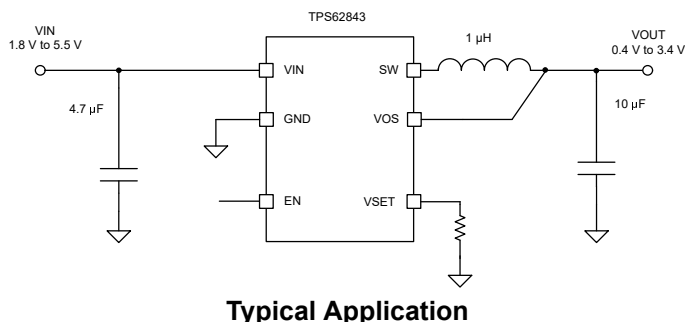 TPS62843
VIN
1.8 V to 5.5 V
1 µH
VOUT
0.4 V to 3.4 V
VIN
SW
4.7 µF
GND
VOS
10 µF
EN
VSET
Typical Application